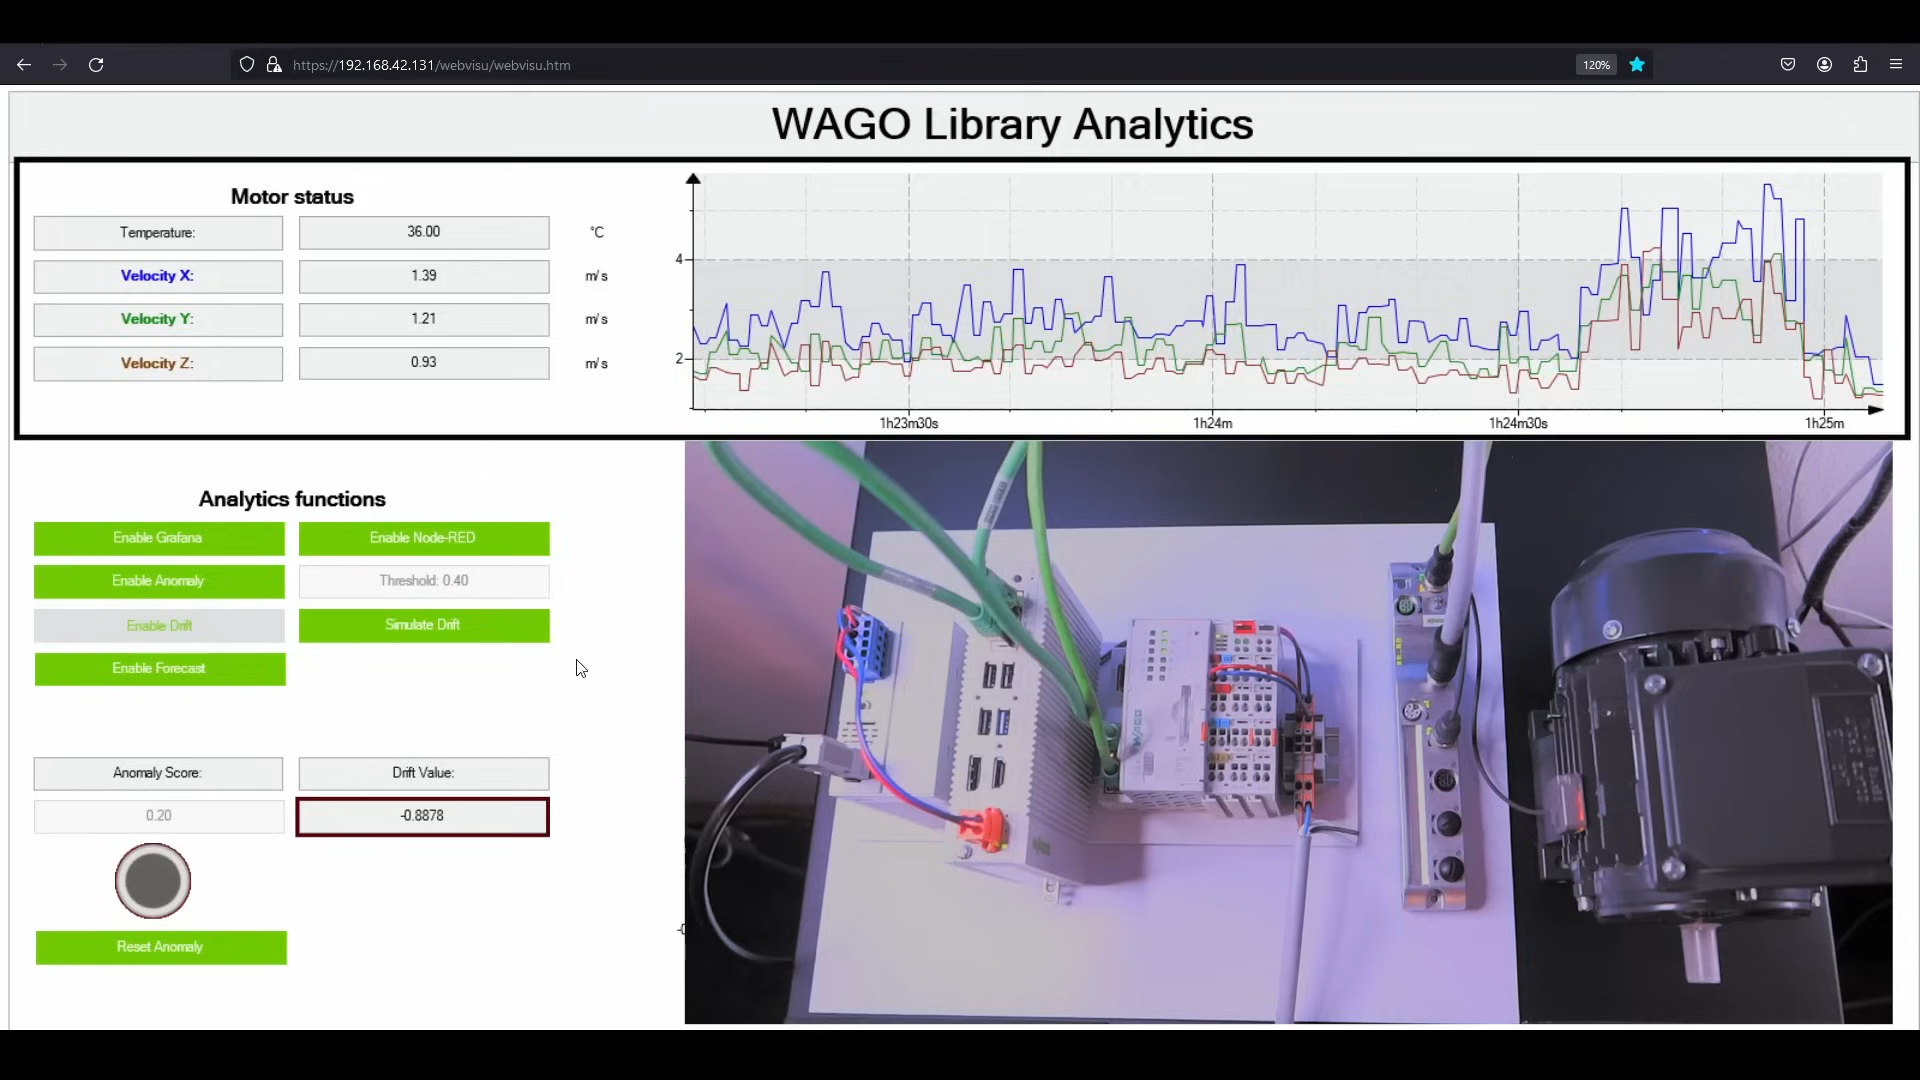 https://192.168.42.131/webvisu/webvisu.htm
120%
WAGO Library Analytics
Motor status
Temperature:
36.00
°C
Velocity X:
1.39
m/s
Velocity Y:
1.21
m/s
Velocity Z:
0.93
m/s
4
2
1h23m30s
1h24m
1h24m30s
1h25m
Analytics functions
Enable Grafana
Enable Node-RED
Enable Anomaly
Threshold: 0.40
Enable Drift
Simulate Drift
Enable Forecast
Anomaly Score:
Drift Value:
0.20
-0.8878
Reset Anomaly
WAGO